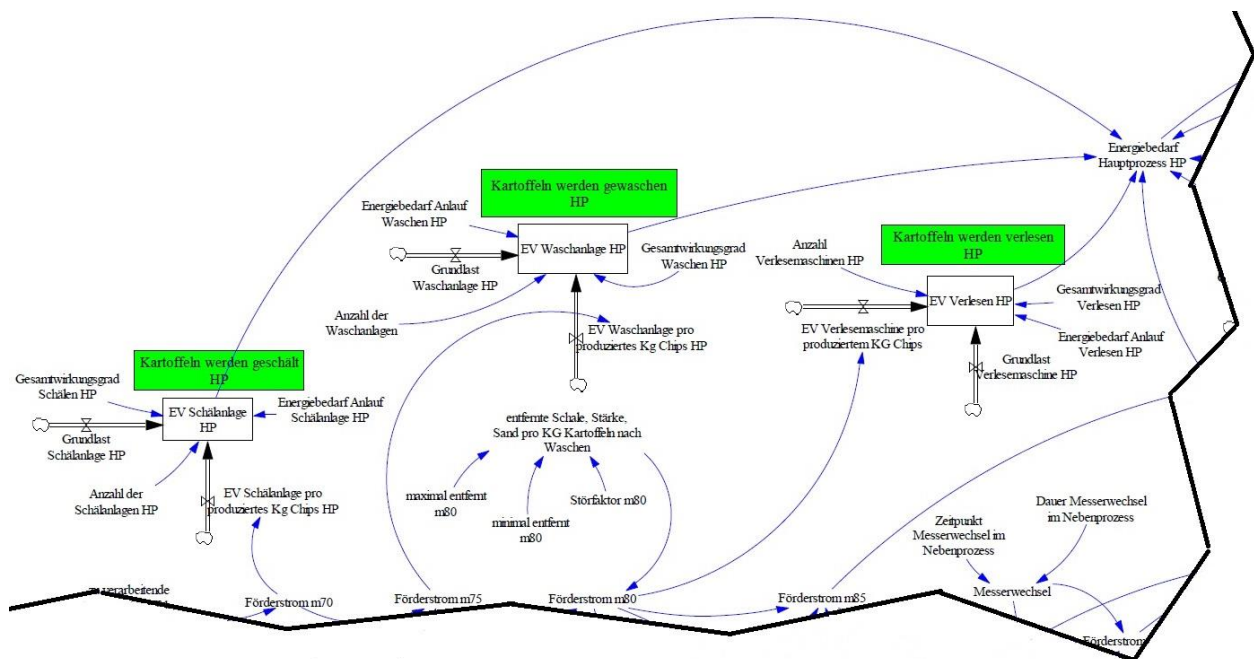 Energiebedarf
Hauptprozess HP
Kartoffeln werden gewaschen
HP
Energiebedarf Anlauf
Waschen HP
EV Waschanlage HP
Gesamtwirkungsgrad
Waschen HP
Grundlast
Waschanlage HP
Anzahl der
Waschanlagen
EV Waschanlage pro
produziertes Kg Chips HP
Kartoffeln werden verlesen
HP
Anzahl
Verlesemaschinen HP
EV Verlesen HP
Gesamtwirkungsgrad
Verlesen HP
EV Verlesemaschine pro
produziertem KG Chips
Energiebedarf Anlauf
Verlesen HP
Grundlast
Verlesemaschine HP
Kartoffeln werden geschält
HP
Gesamtwirkungsgrad
Schälen HP
EV Schälanlage
HP
Energiebedarf Anlauf
Schälanlage HP
Grundlast
Schälanlage HP
Anzahl der
Schälanlagen HP
EV Schälanlage pro
produziertes Kg Chips HP
entfernte Schale, Stärke,
Sand pro KG Kartoffeln nach
Waschen
maximal entfernt
m80
minimal entfernt
m80
Störfaktor m80
Zeitpunkt
Messerwechsel im
Nebenprozess
Dauer Messerwechsel
im Nebenprozess
Messerwechsel
verarbeitende
Förderstrom m70
Förderstrom m75
Förderstrom m80
Förderstrom m85
Förderstrom